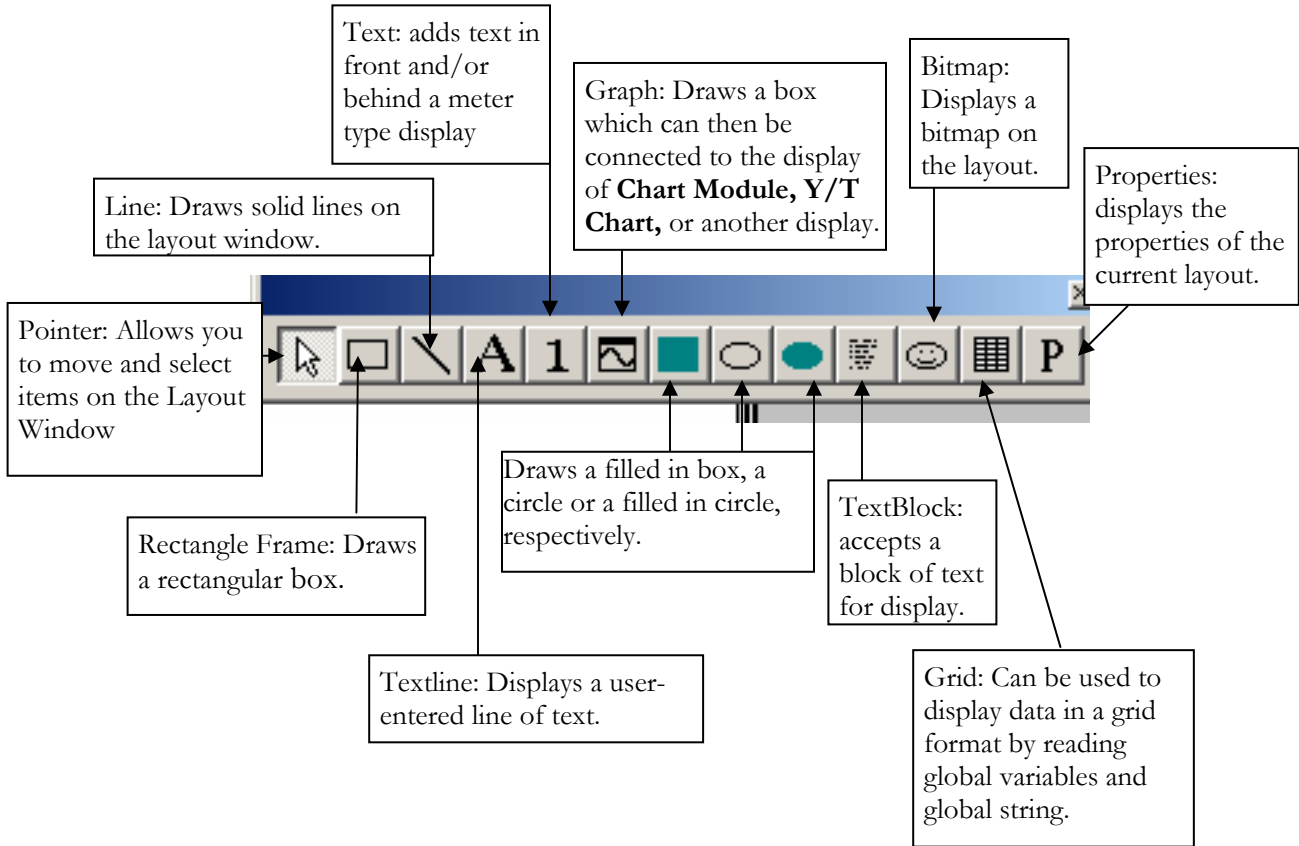 Text: adds text in
front and/or
behind a meter
type display
Graph: Draws a box
which can then be
connected to the display
of Chart Module, Y/T
Chart, or another display.
Bitmap:
Displays a
bitmap on
the layout.
Properties:
displays the
properties of the
current layout.
Line: Draws solid lines on
the layout window.
Pointer: Allows you
to move and select
items on the Layout
Window
A
1
P
Rectangle Frame: Draws
a rectangular box.
Draws a filled in box, a
circle or a filled in circle,
respectively.
TextBlock:
accepts a
block of text
for display.
Textline: Displays a user-
entered line of text.
Grid: Can be used to
display data in a grid
format by reading
global variables and
global string.